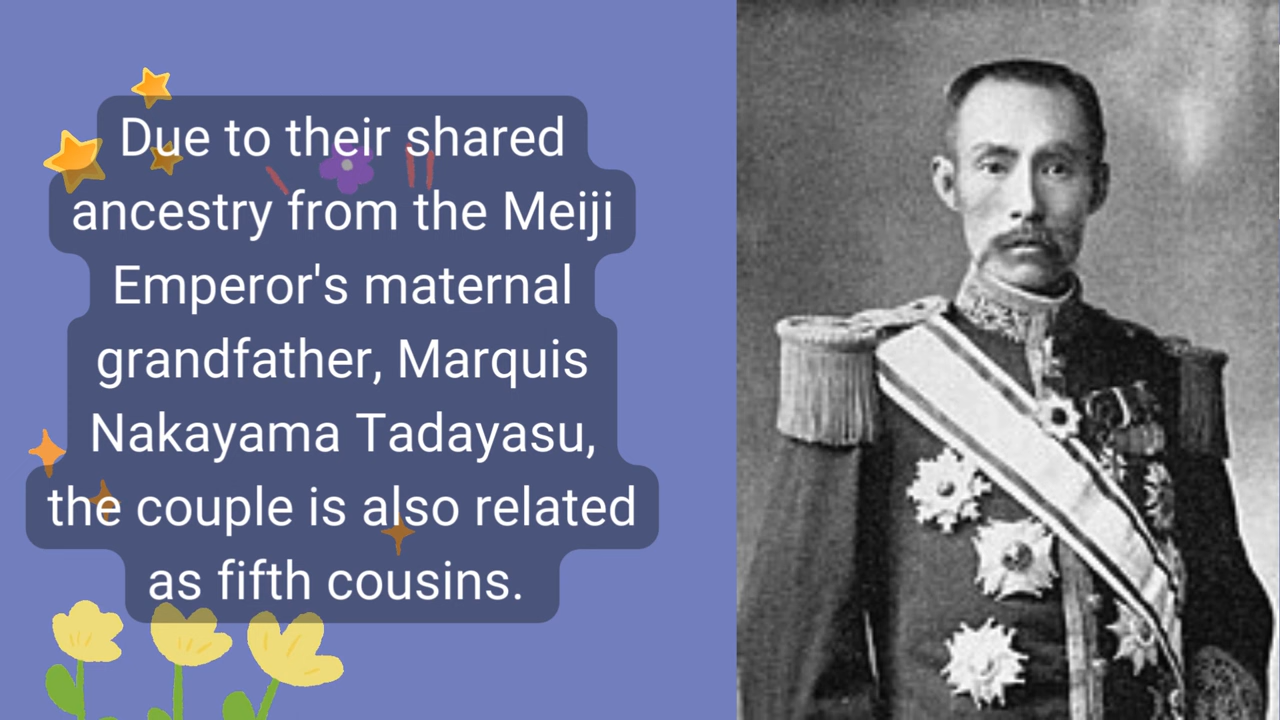 Due to their shared
ancestry from the Meiji
Emperor's maternal
grandfather, Marquis
Nakayama Tadayasu,
the couple is also related
as fifth cousins.